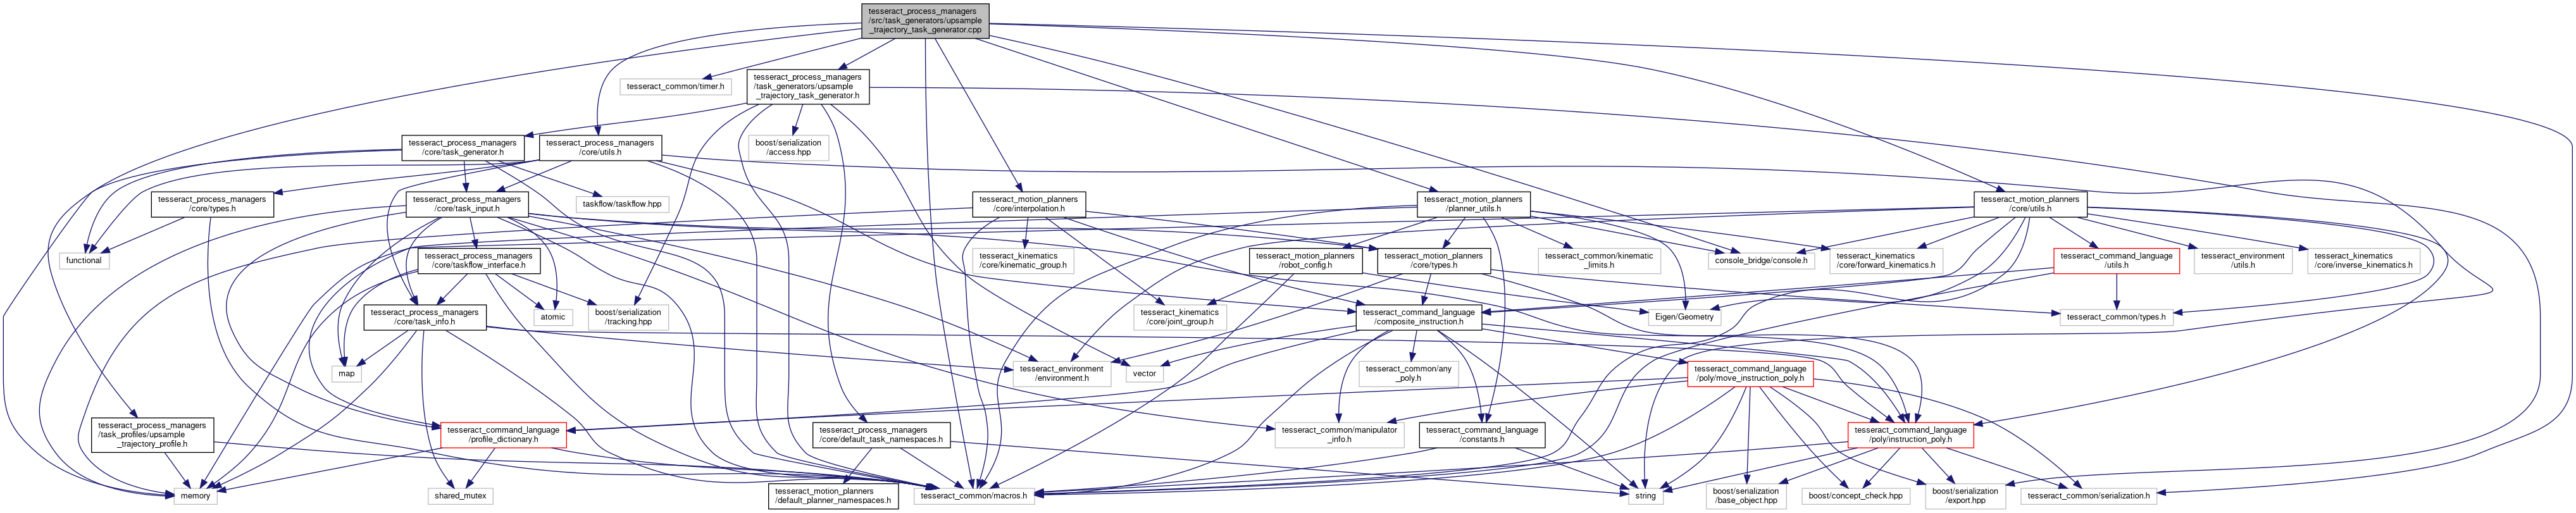 tesseract_process_managers
/src/task_generators/upsample
_trajectory_task_generator.cpp
tesseract_common/timer.h
tesseract_process_managers
/task_generators/upsample
_trajectory_task_generator.h
tesseract_process_managers
/core/task_generator.h
tesseract_process_managers
/core/utils.h
boost/serialization
/access.hpp
tesseract_process_managers
/core/types.h
tesseract_process_managers
/core/task_input.h
taskflow/taskflow.hpp
tesseract_motion_planners
/core/interpolation.h
tesseract_motion_planners
/planner_utils.h
tesseract_motion_planners
/core/utils.h
functional
tesseract_process_managers
/core/taskflow_interface.h
tesseract_kinematics
/core/kinematic_group.h
tesseract_motion_planners
/robot_config.h
tesseract_motion_planners
/core/types.h
tesseract_common/kinematic
_limits.h
console_bridge/console.h
tesseract_kinematics
/core/forward_kinematics.h
tesseract_command_language
/utils.h
tesseract_environment
/utils.h
tesseract_kinematics
/core/inverse_kinematics.h
tesseract_process_managers
/core/task_info.h
atomic
boost/serialization
/tracking.hpp
tesseract_kinematics
/core/joint_group.h
tesseract_command_language
/composite_instruction.h
Eigen/Geometry
tesseract_common/types.h
map
tesseract_environment
/environment.h
vector
tesseract_common/any
_poly.h
tesseract_command_language
/poly/move_instruction_poly.h
tesseract_process_managers
/task_profiles/upsample
_trajectory_profile.h
tesseract_command_language
/profile_dictionary.h
tesseract_process_managers
/core/default_task_namespaces.h
tesseract_common/manipulator
_info.h
tesseract_command_language
/constants.h
tesseract_command_language
/poly/instruction_poly.h
memory
shared_mutex
tesseract_motion_planners
/default_planner_namespaces.h
tesseract_common/macros.h
string
boost/serialization
/base_object.hpp
boost/concept_check.hpp
boost/serialization
/export.hpp
tesseract_common/serialization.h